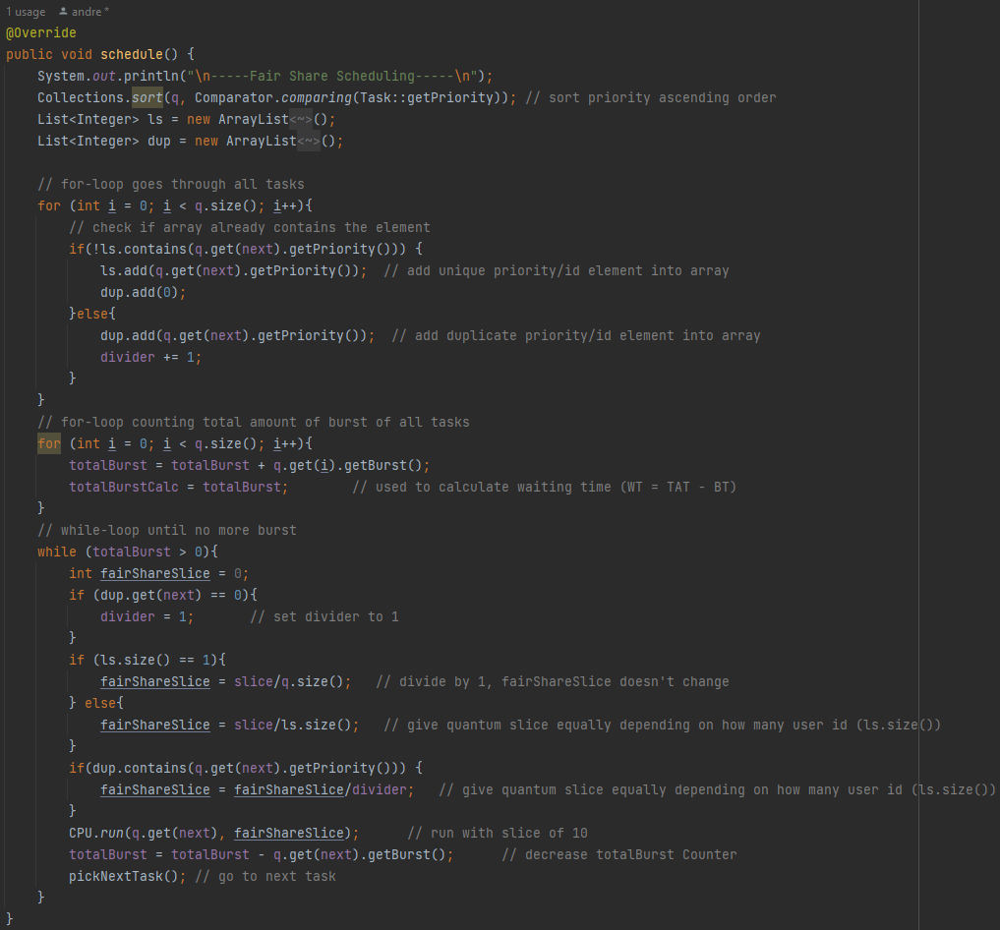 1 usage   andre *
@Override
public void schedule() {
    System.out.println("\n-----Fair Share Scheduling-----\n");
    Collections.sort(q, Comparator.comparing(Task::getPriority)); // sort priority ascending order
    List<Integer> ls = new ArrayList<~>();
    List<Integer> dup = new ArrayList<~>();

    // for-loop goes through all tasks
    for (int i = 0; i < q.size(); i++){
        // check if array already contains the element
        if(!ls.contains(q.get(next).getPriority())) {
            ls.add(q.get(next).getPriority());  // add unique priority/id element into array
            dup.add(0);
        }else{
            dup.add(q.get(next).getPriority());  // add duplicate priority/id element into array
            divider += 1;
        }
    }
    // for-loop counting total amount of burst of all tasks
    for (int i = 0; i < q.size(); i++){
        totalBurst = totalBurst + q.get(i).getBurst();
        totalBurstCalc = totalBurst;        // used to calculate waiting time (WT = TAT - BT)
    }
    // while-loop until no more burst
    while (totalBurst > 0){
        int fairShareSlice = 0;
        if (dup.get(next) == 0){
            divider = 1;       // set divider to 1
        }
        if (ls.size() == 1){
            fairShareSlice = slice/q.size();   // divide by 1, fairShareSlice doesn't change
        } else{
            fairShareSlice = slice/ls.size();   // give quantum slice equally depending on how many user id (ls.size())
        }
        if(dup.contains(q.get(next).getPriority())) {
            fairShareSlice = fairShareSlice/divider;   // give quantum slice equally depending on how many user id (ls.size())
        }
        CPU.run(q.get(next), fairShareSlice);      // run with slice of 10
        totalBurst = totalBurst - q.get(next).getBurst();      // decrease totalBurst Counter
        pickNextTask(); // go to next task
    }
}